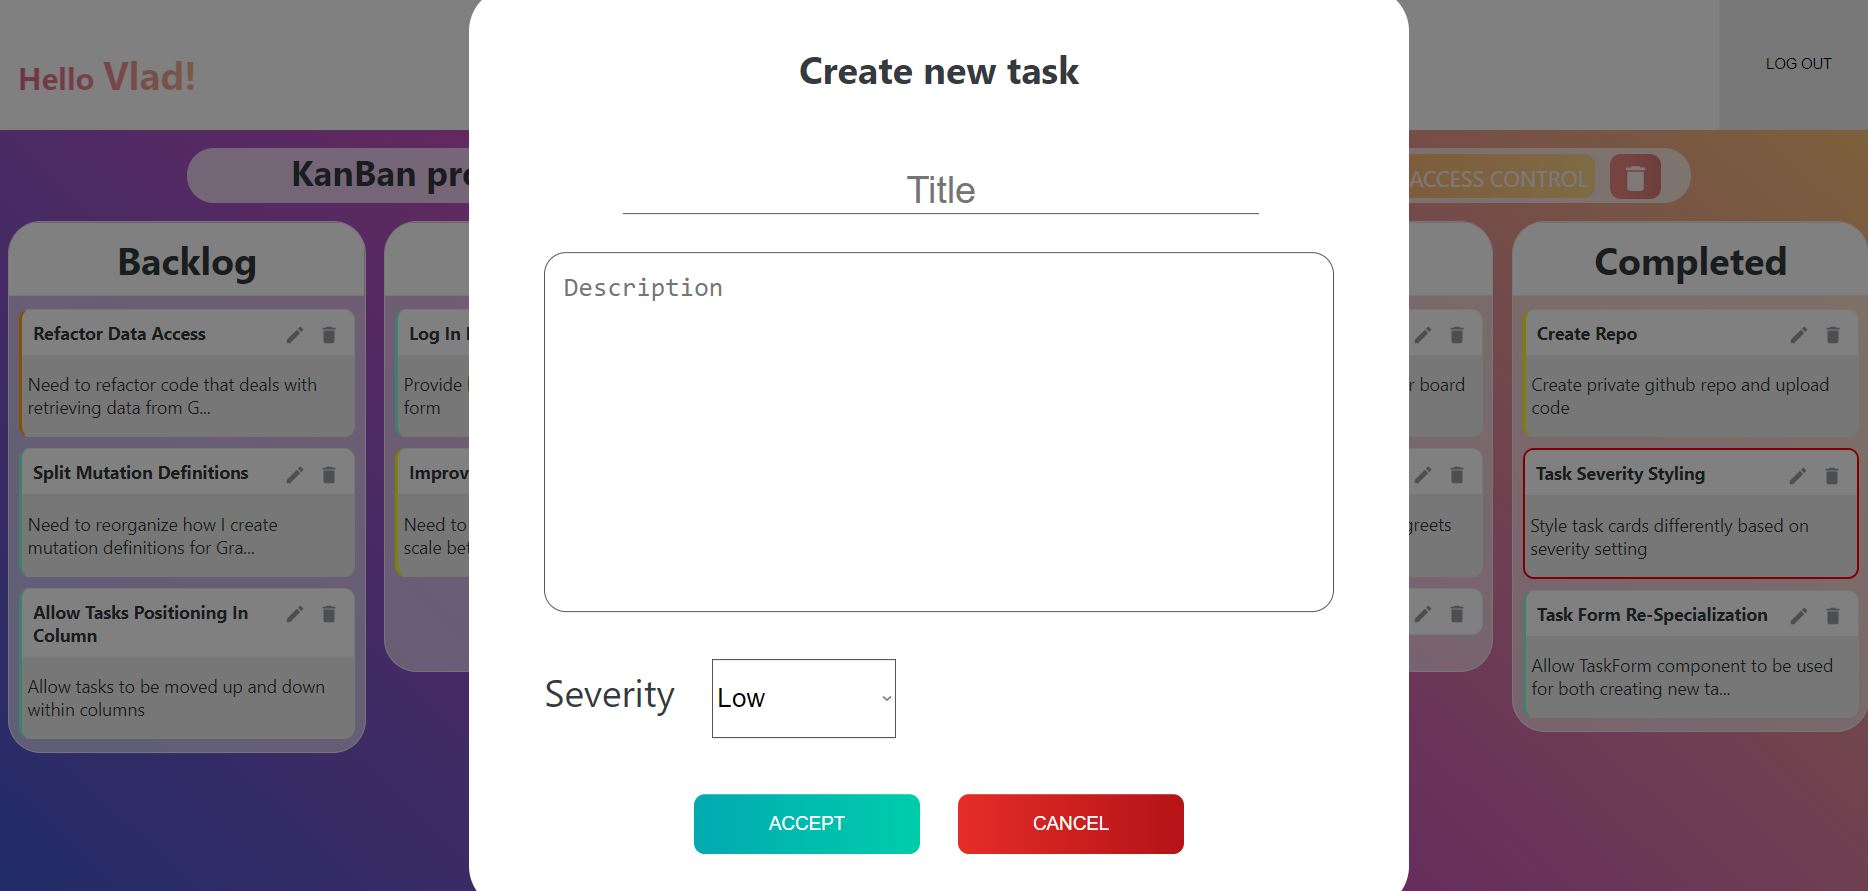 Hello Vlad!
LOG OUT
Create new task
Title
Description
Severity
Low
ACCEPT
CANCEL
KanBan
ACCESS CONTROL
Backlog
Refactor Data Access
Need to refactor code that deals with
retrieving data from G...
Split Mutation Definitions
Need to reorganize how I create
mutation definitions for Gra...
Allow Tasks Positioning In
Column
Allow tasks to be moved up and down
within columns
Log In
Provide
form
Need to
scale
board
Completed
Create Repo
Create private github repo and upload
code
Task Severity Styling
Style task cards differently based on
severity setting
Task Form Re-Specialization
Allow TaskForm component to be used
for both creating new ta...